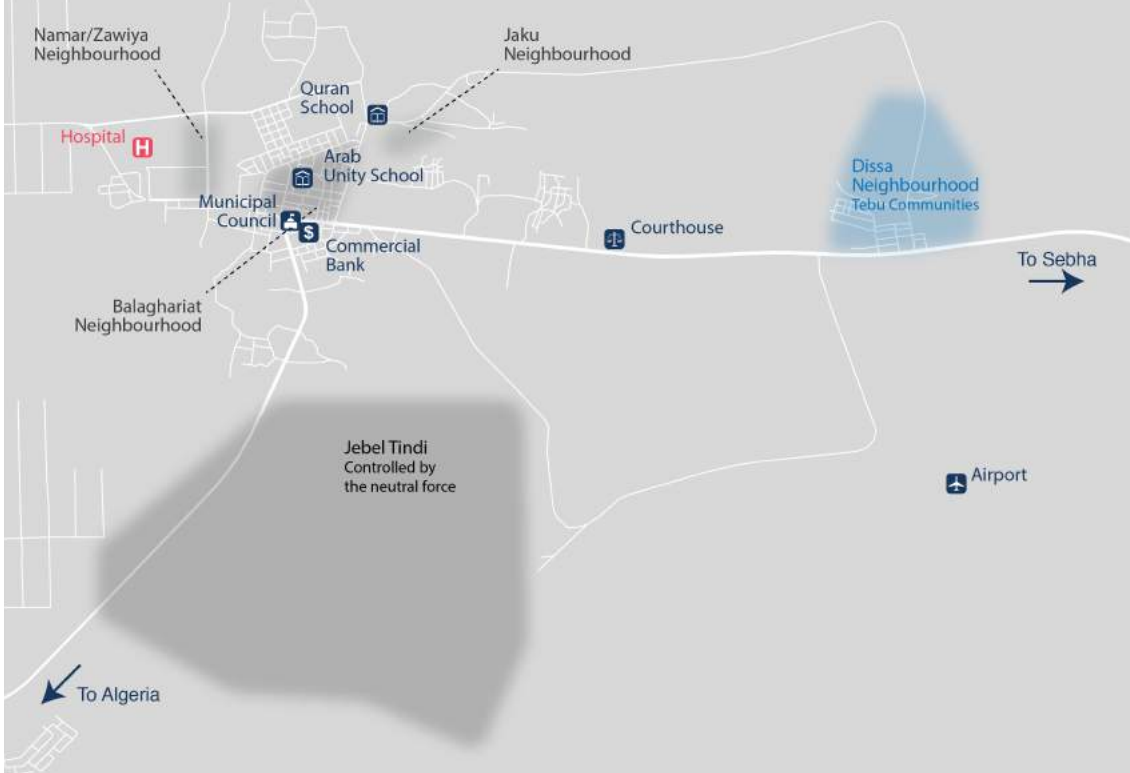 Namar/Zawiya
Neighbourhood
Jaku
Neighbourhood
Quran
School
Hospital
H
Arab
Unity School
Dissa
Neighbourhood
Tebu Communities
Municipal
Council
$
Commercial
Bank
Courthouse
To Sebha
Balaghariat
Neighbourhood
Jebel Tindi
Controlled by
the neutral force
Airport
To Algeria